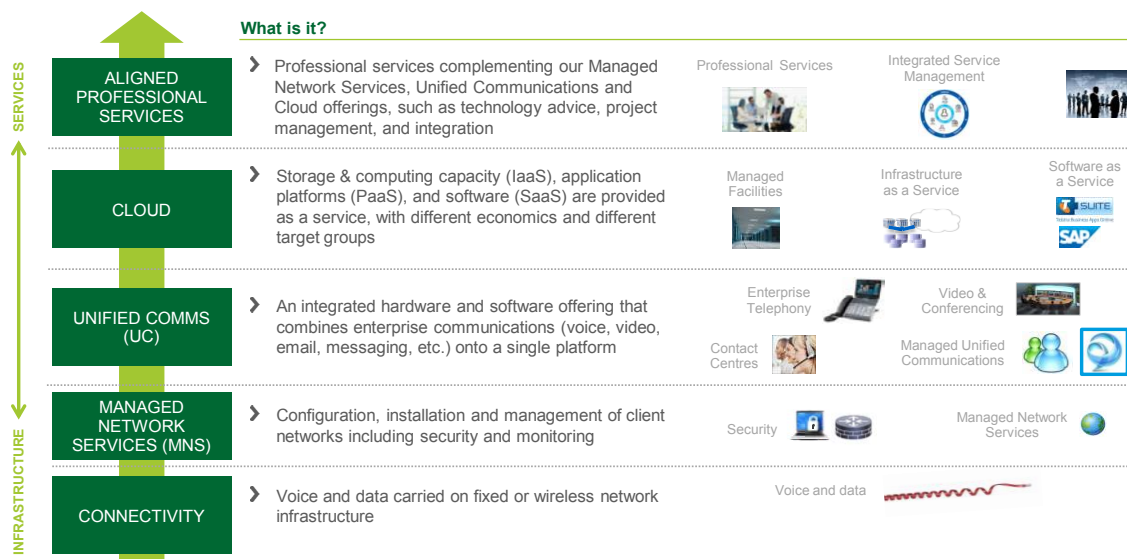 What is it?
SERVICES
INFRASTRUCTURE
ALIGNED
PROFESSIONAL
SERVICES
Professional services complementing our Managed
Network Services, Unified Communications and
Cloud offerings, such as technology advice, project
management, and integration
Professional Services
Integrated Service
Management
CLOUD
Storage & computing capacity (IaaS), application
platforms (PaaS), and software (SaaS) are provided
as a service, with different economics and different
target groups
Managed
Facilities
Infrastructure
as a Service
Software as
a Service
T SUITE
Telstra Business Apps Online
SAP
UNIFIED COMMS
(UC)
An integrated hardware and software offering that
combines enterprise communications (voice, video,
email, messaging, etc.) onto a single platform
Enterprise
Telephony
Video &
Conferencing
Contact
Centres
Managed Unified
Communications
MANAGED
NETWORK
SERVICES (MNS)
Configuration, installation and management of client
networks including security and monitoring
Security
Managed Network
Services
CONNECTIVITY
Voice and data carried on fixed or wireless network
infrastructure
Voice and data